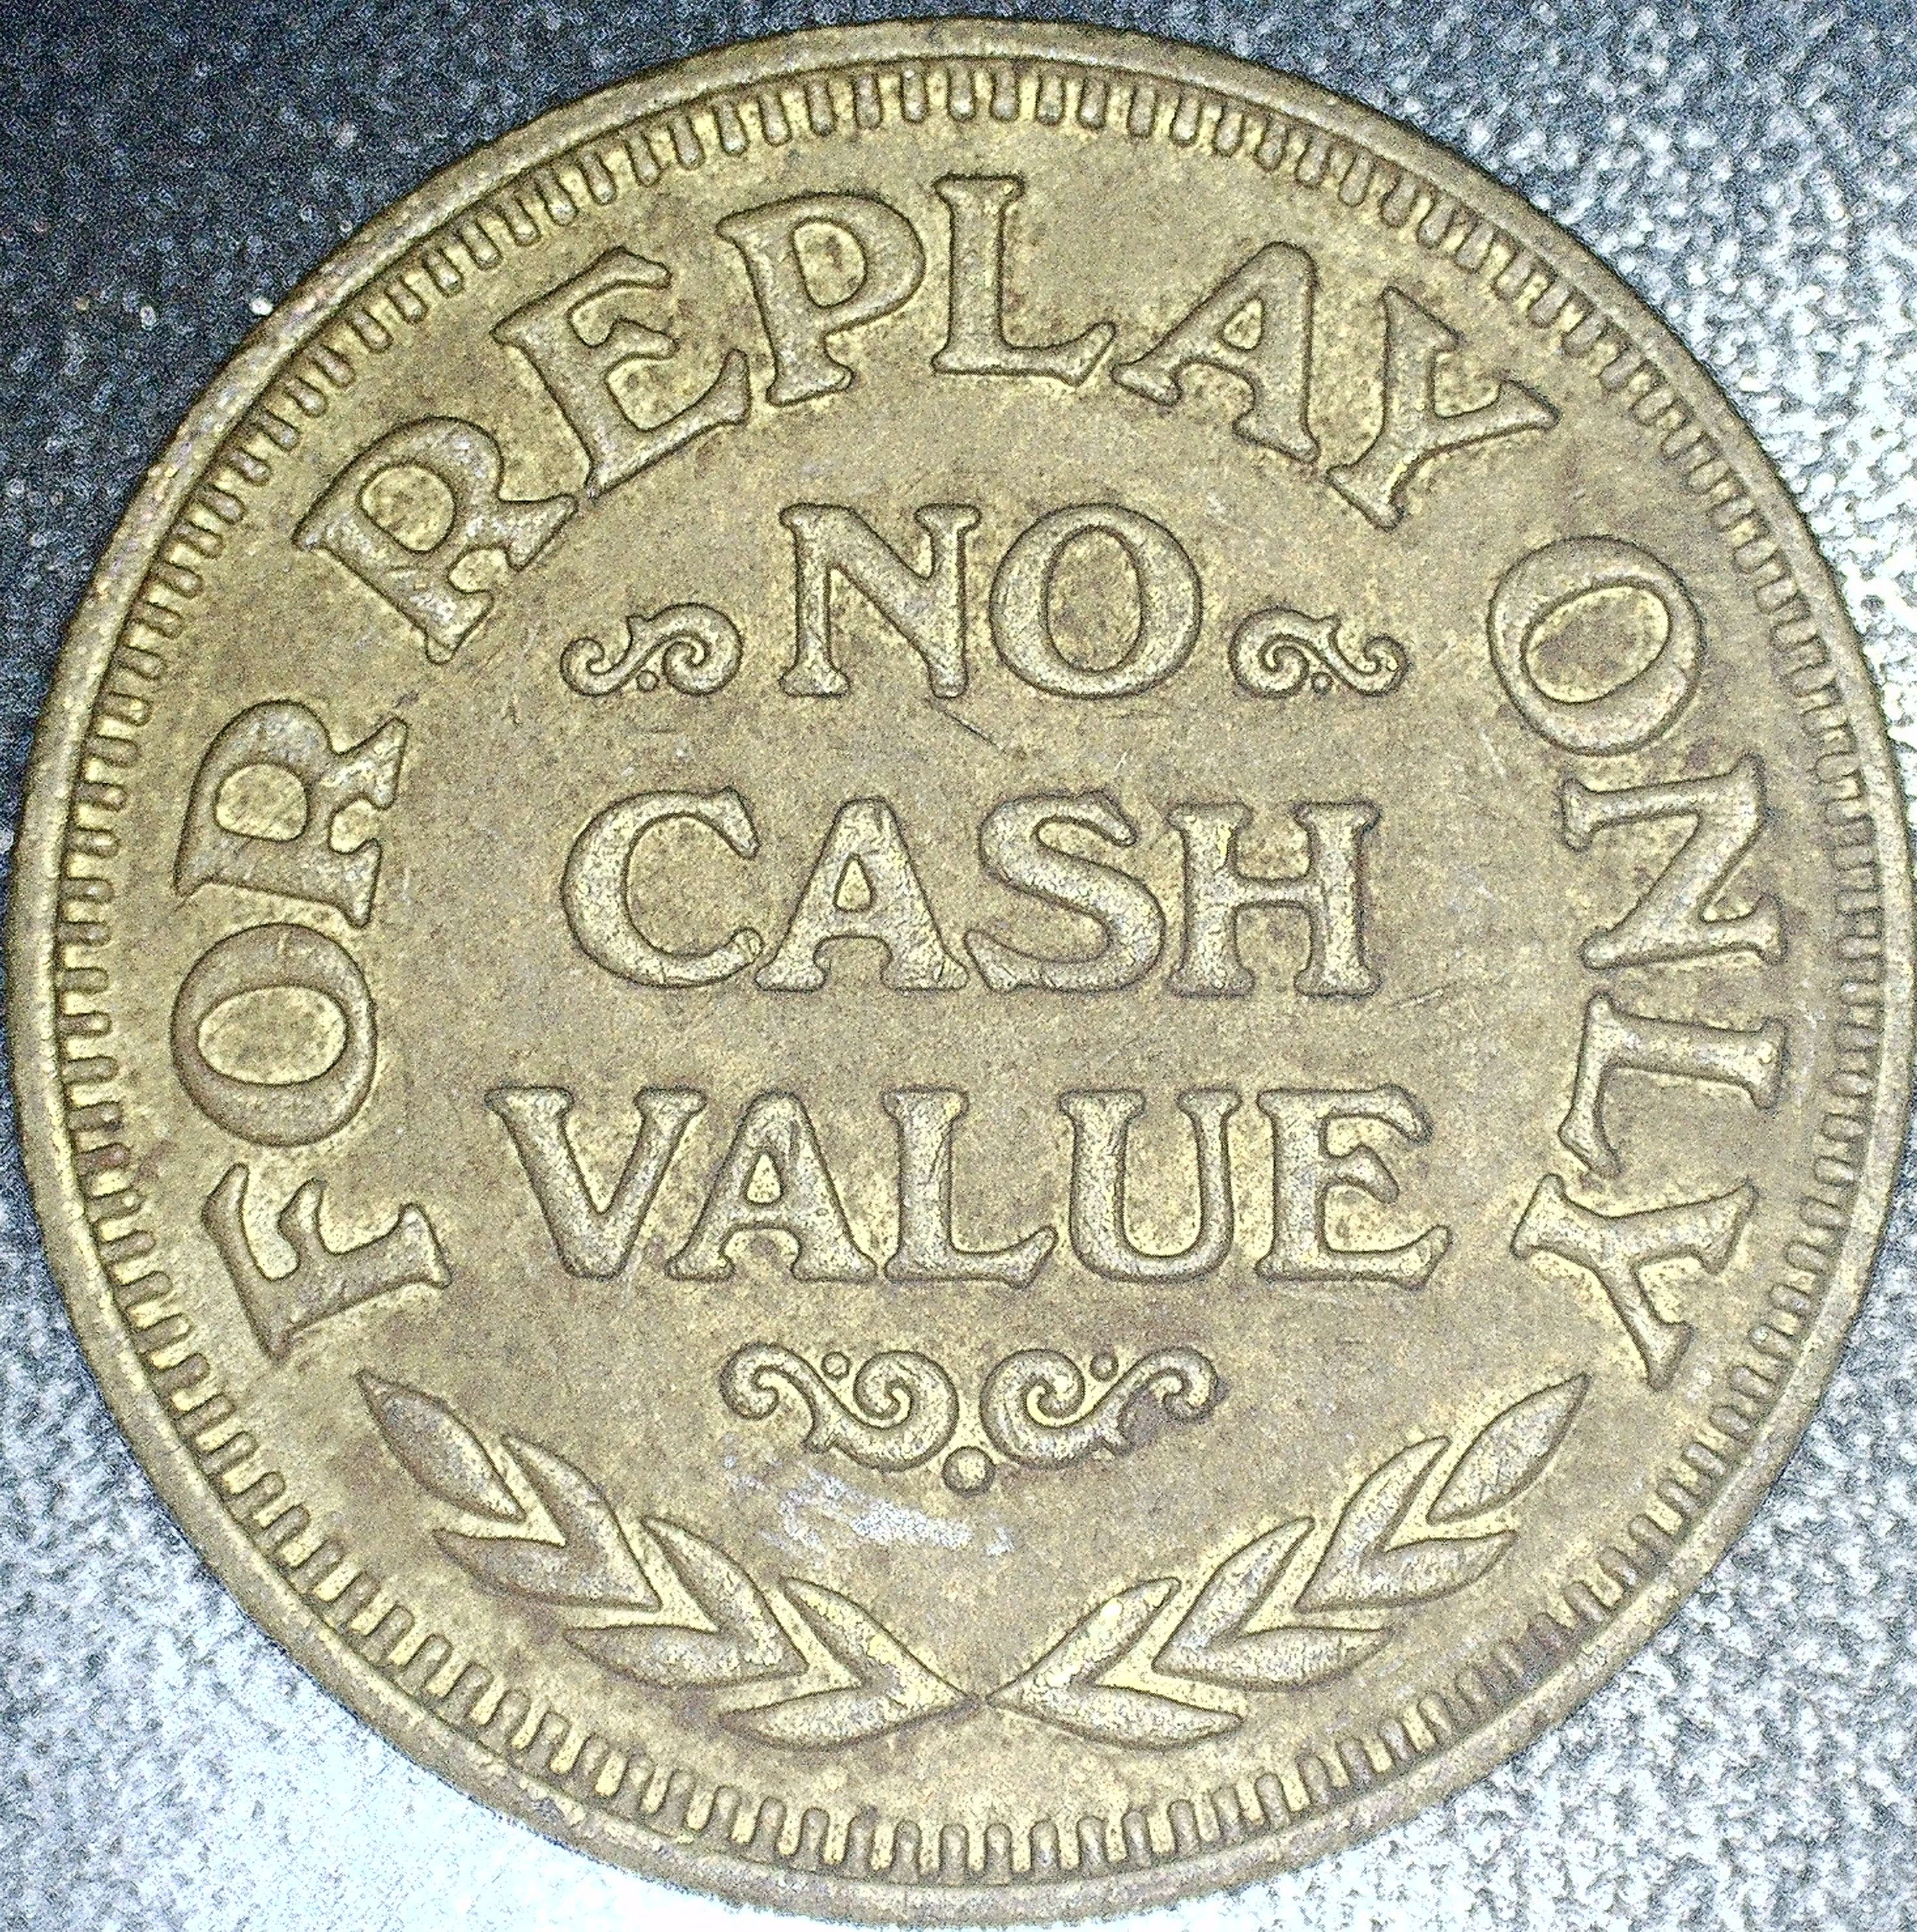 FOR REPLAY ONLY
NO
CASH
VALUE